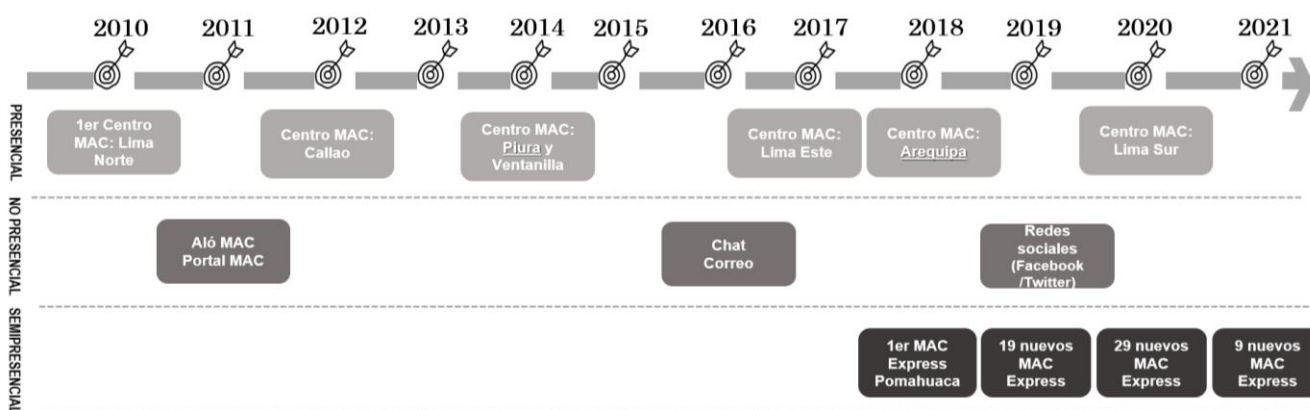 2010 2011 2012 2013 2014 2015 2016 2017 2018 2019 2020 2021
PRESENCIAL
1er Centro
MAC: Lima
Norte
Centro MAC:
Callao
Centro MAC:
Piura y
Ventanilla
Centro MAC:
Lima Este
Centro MAC:
Arequipa
Centro MAC:
Lima Sur
NO PRESENCIAL
Aló MAC
Portal MAC
Chat
Correo
Redes
sociales
(Facebook
/Twitter)
SEMIPRESENCIAL
1er MAC
Express
Pomahuaca
19 nuevos
MAC
Express
29 nuevos
MAC
Express
9 nuevos
MAC
Express